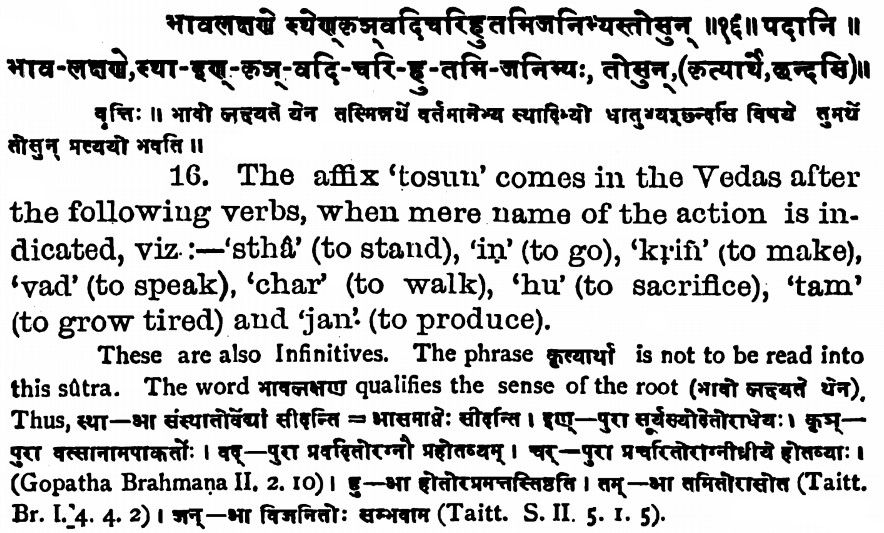 भावलक्षणे स्थेण्कृञ्वदिचरिहुतमिजनिभ्यस्तोसुन् ॥१६॥ पदानि ॥
भाव-लक्षणे, स्था-इण्-कृञ्-वदि-चरि-हु-तमि-जनिभ्यः, तोसुन्, (कृत्यार्थे, छन्दसि)॥
वृत्तिः ॥ भावो लक्ष्यते येन तस्मिन्नर्थे वर्तमानेभ्य स्थादिभ्यो धातुभ्यश्छन्दसि विषये तुमर्थे
तोसुन् प्रत्ययो भवति ॥
16. The affix ‘tosun’ comes in the Vedas after
the following verbs, when mere name of the action is in-
dicated, viz:—‘sthâ’ (to stand), ‘iṇ’ (to go), ‘kṛiñ’ (to make),
‘vad’ (to speak), ‘char’ (to walk), ‘hu’ (to sacrifice), ‘tam’
(to grow tired) and ‘jan’ (to produce).
These are also Infinitives. The phrase कृत्यार्था is not to be read into
this sûtra. The word भावलक्षण qualifies the sense of the root (भावो लक्ष्यते येन).
Thus, स्था—आ संस्थातोर्वेद्यां सीदन्ति = आसमाप्तेः सीदन्ति । इण्—पुरा सूर्यस्योदेतोराधेयः । कृञ्—
पुरा वत्सानामपाकर्तोः । वद्—पुरा प्रवदितोरग्नौ प्रहोतव्यम् । चर्—पुरा प्रचरितोराग्नीध्रीये होतव्याः ।
(Gopatha Brahmaṇa II. 2. 10) । हु—आ होतोरप्रमत्तस्तिष्ठति । तम्—आ तमितोरासीत (Taitt.
Br. I. 4. 4. 2) । जन्—आ विजनितोः सम्भवाम (Taitt. S. II. 5. 1. 5).